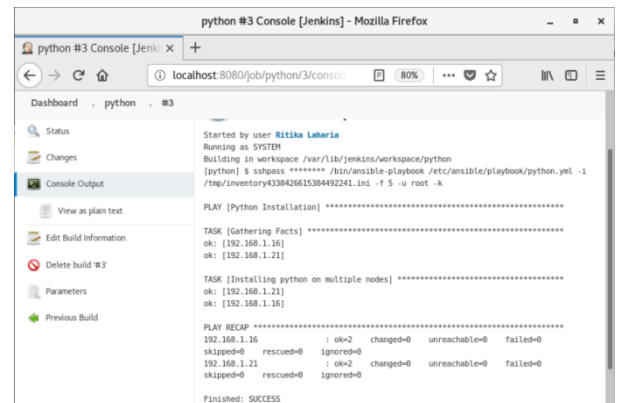 python #3 Console [Jenkins] - Mozilla Firefox
python #3 Console [Jenki
localhost:8080/job/python/3/consol
80%
Dashboard python #3
Status
Changes
Console Output
View as plain text
Edit Build Information
Delete build '#3'
Parameters
Previous Build
Started by user Ritika Laharia
Running as SYSTEM
Building in workspace /var/lib/jenkins/workspace/python
[python] $ sshpass ******** /bin/ansible-playbook /etc/ansible/playbook/python.yml -i
/tmp/inventory4338426615384492241.ini -f 5 -u root -k
PLAY [Python Installation] ****************************************************
TASK [Gathering Facts] ********************************************************
ok: [192.168.1.16]
ok: [192.168.1.21]
TASK [Installing python on multiple nodes] ************************************
ok: [192.168.1.21]
ok: [192.168.1.16]
PLAY RECAP ********************************************************************
192.168.1.16 : ok=2 changed=0 unreachable=0 failed=0
skipped=0 rescued=0 ignored=0
192.168.1.21 : ok=2 changed=0 unreachable=0 failed=0
skipped=0 rescued=0 ignored=0
Finished: SUCCESS